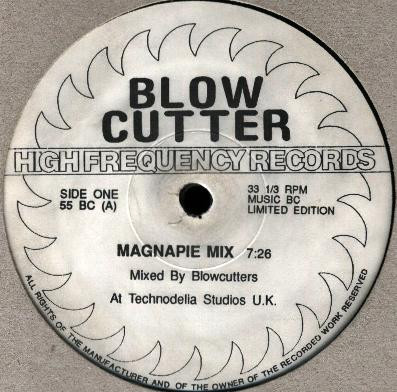 BLOW
CUTTER
HIGH FREQUENCY RECORDS
SIDE ONE
55 BC (A)
33 1/3 RPM
MUSIC BC
LIMITED EDITION
MAGNAPIE MIX 7:26
Mixed By Blowcutters
At Technodelia Studios U.K.
ALL RIGHTS OF THE MANUFACTURER AND OF THE OWNER OF THE RECORDED WORK RESERVED